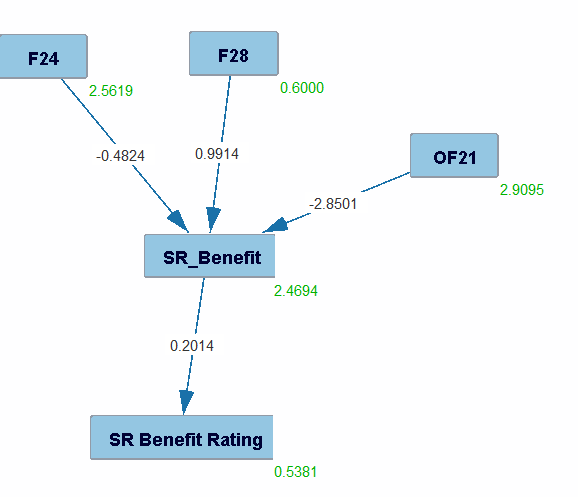 F24
F28
2.5619
0.6000
-0.4824
0.9914
OF21
2.9095
-2.8501
SR_Benefit
2.4694
0.2014
SR Benefit Rating
0.5381